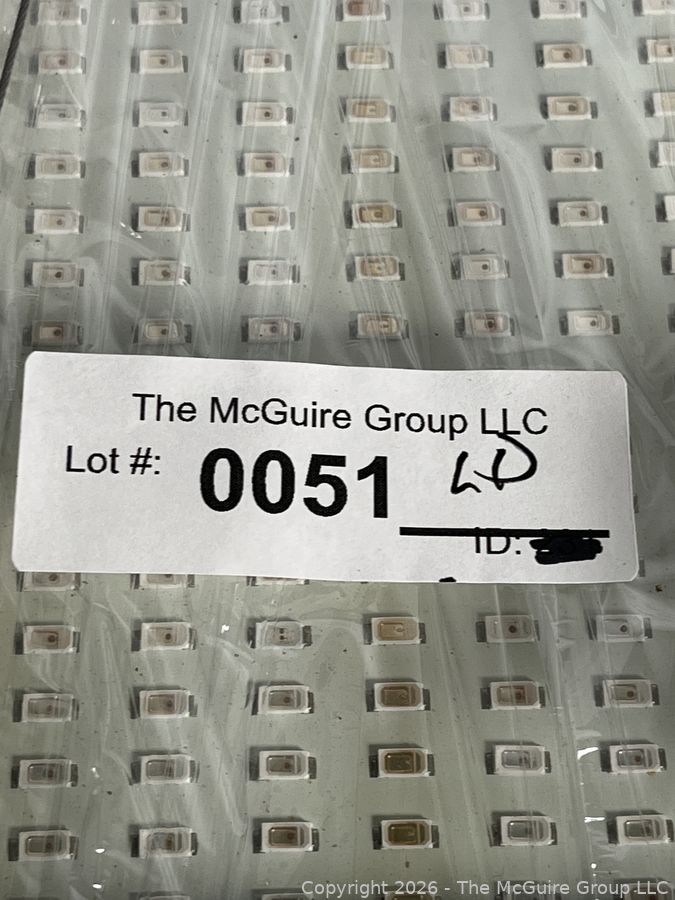 The McGuire Group LLC
Lot #: 0051 LD
ID:
Copyright 2026 - The McGuire Group LLC